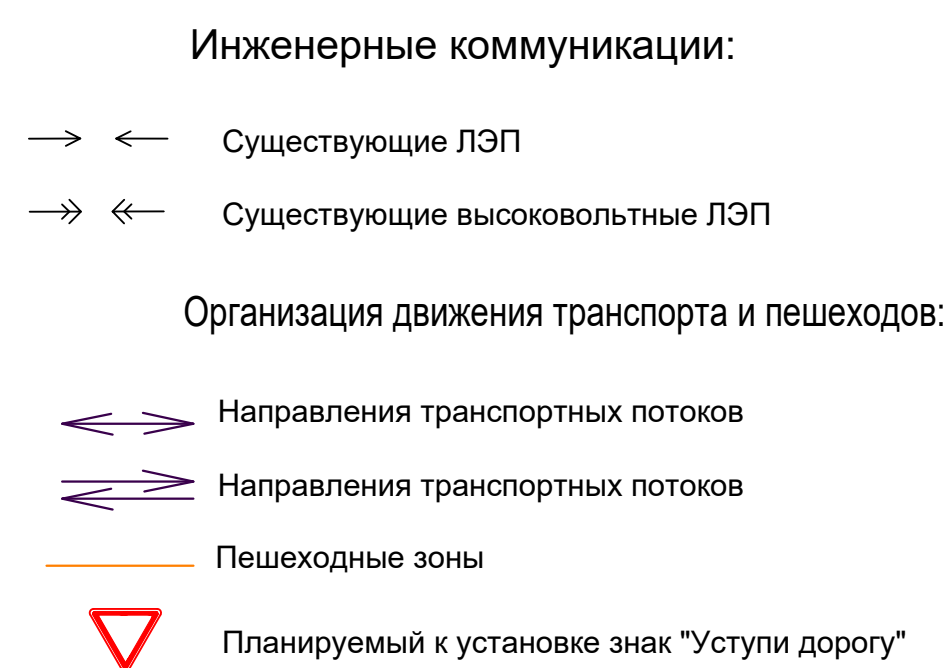 Инженерные коммуникации:
Существующие ЛЭП
Существующие высоковольтные ЛЭП
Организация движения транспорта и пешеходов:
Направления транспортных потоков
Направления транспортных потоков
Пешеходные зоны
Планируемый к установке знак "Уступи дорогу"